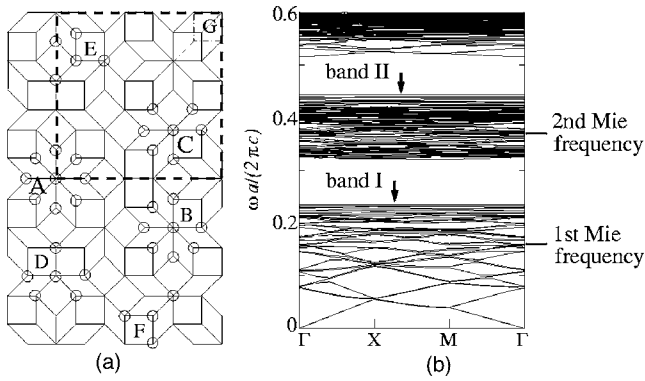 G
E
C
A
B
D
F
(a)
0.6
band II
0.4
2nd Mie
frequency
ωa/(2πc)
band I
0.2
1st Mie
frequency
0
Γ X M Γ
(b)